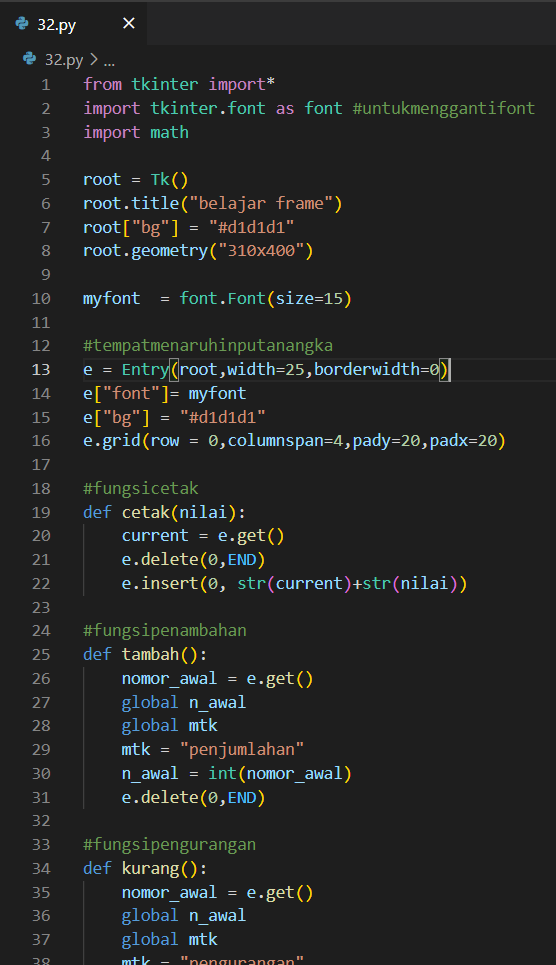 32.py
32.py > ...
1 from tkinter import*
2 import tkinter.font as font #untukmenggantifont
3 import math
4
5 root = Tk()
6 root.title("belajar frame")
7 root["bg"] = "#d1d1d1"
8 root.geometry("310x400")
9
10 myfont  = font.Font(size=15)
11
12 #tempatmenaruhinputanangka
13 e = Entry(root,width=25,borderwidth=0)
14 e["font"]= myfont
15 e["bg"] = "#d1d1d1"
16 e.grid(row = 0,columnspan=4,pady=20,padx=20)
17
18 #fungsicetak
19 def cetak(nilai):
20     current = e.get()
21     e.delete(0,END)
22     e.insert(0, str(current)+str(nilai))
23
24 #fungsipenambahan
25 def tambah():
26     nomor_awal = e.get()
27     global n_awal
28     global mtk
29     mtk = "penjumlahan"
30     n_awal = int(nomor_awal)
31     e.delete(0,END)
32
33 #fungsipengurangan
34 def kurang():
35     nomor_awal = e.get()
36     global n_awal
37     global mtk
38     mtk = "pengurangan"